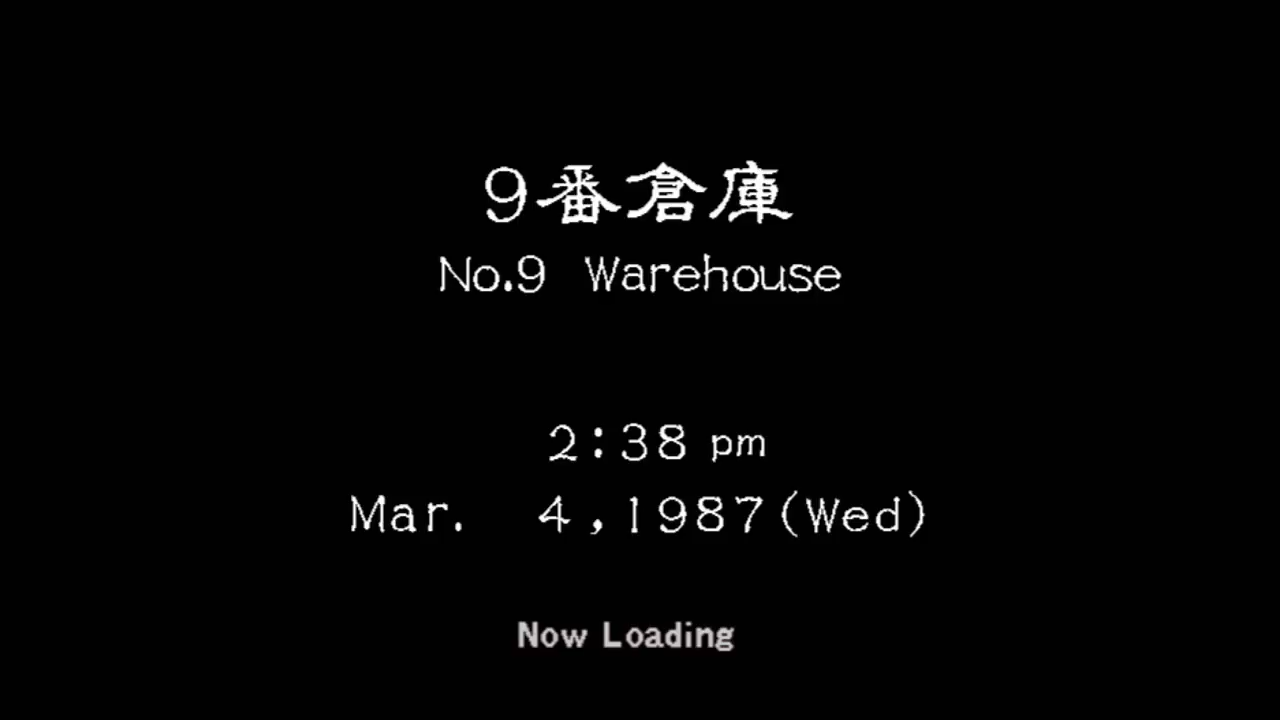 9番倉庫
No.9 Warehouse
2:38 pm
Mar. 4,1987(Wed)
Now Loading